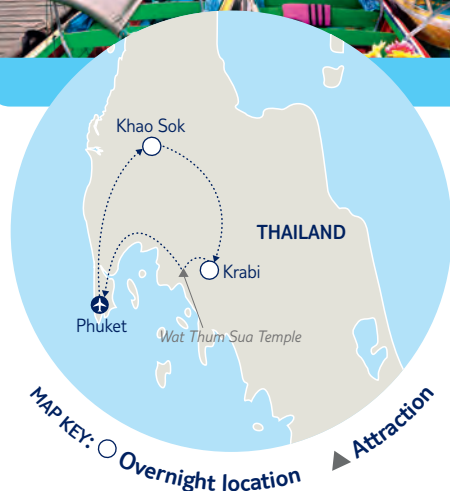 Khao Sok
THAILAND
Krabi
Phuket
Wat Thum Sua Temple
MAP KEY:
Overnight location
Attraction